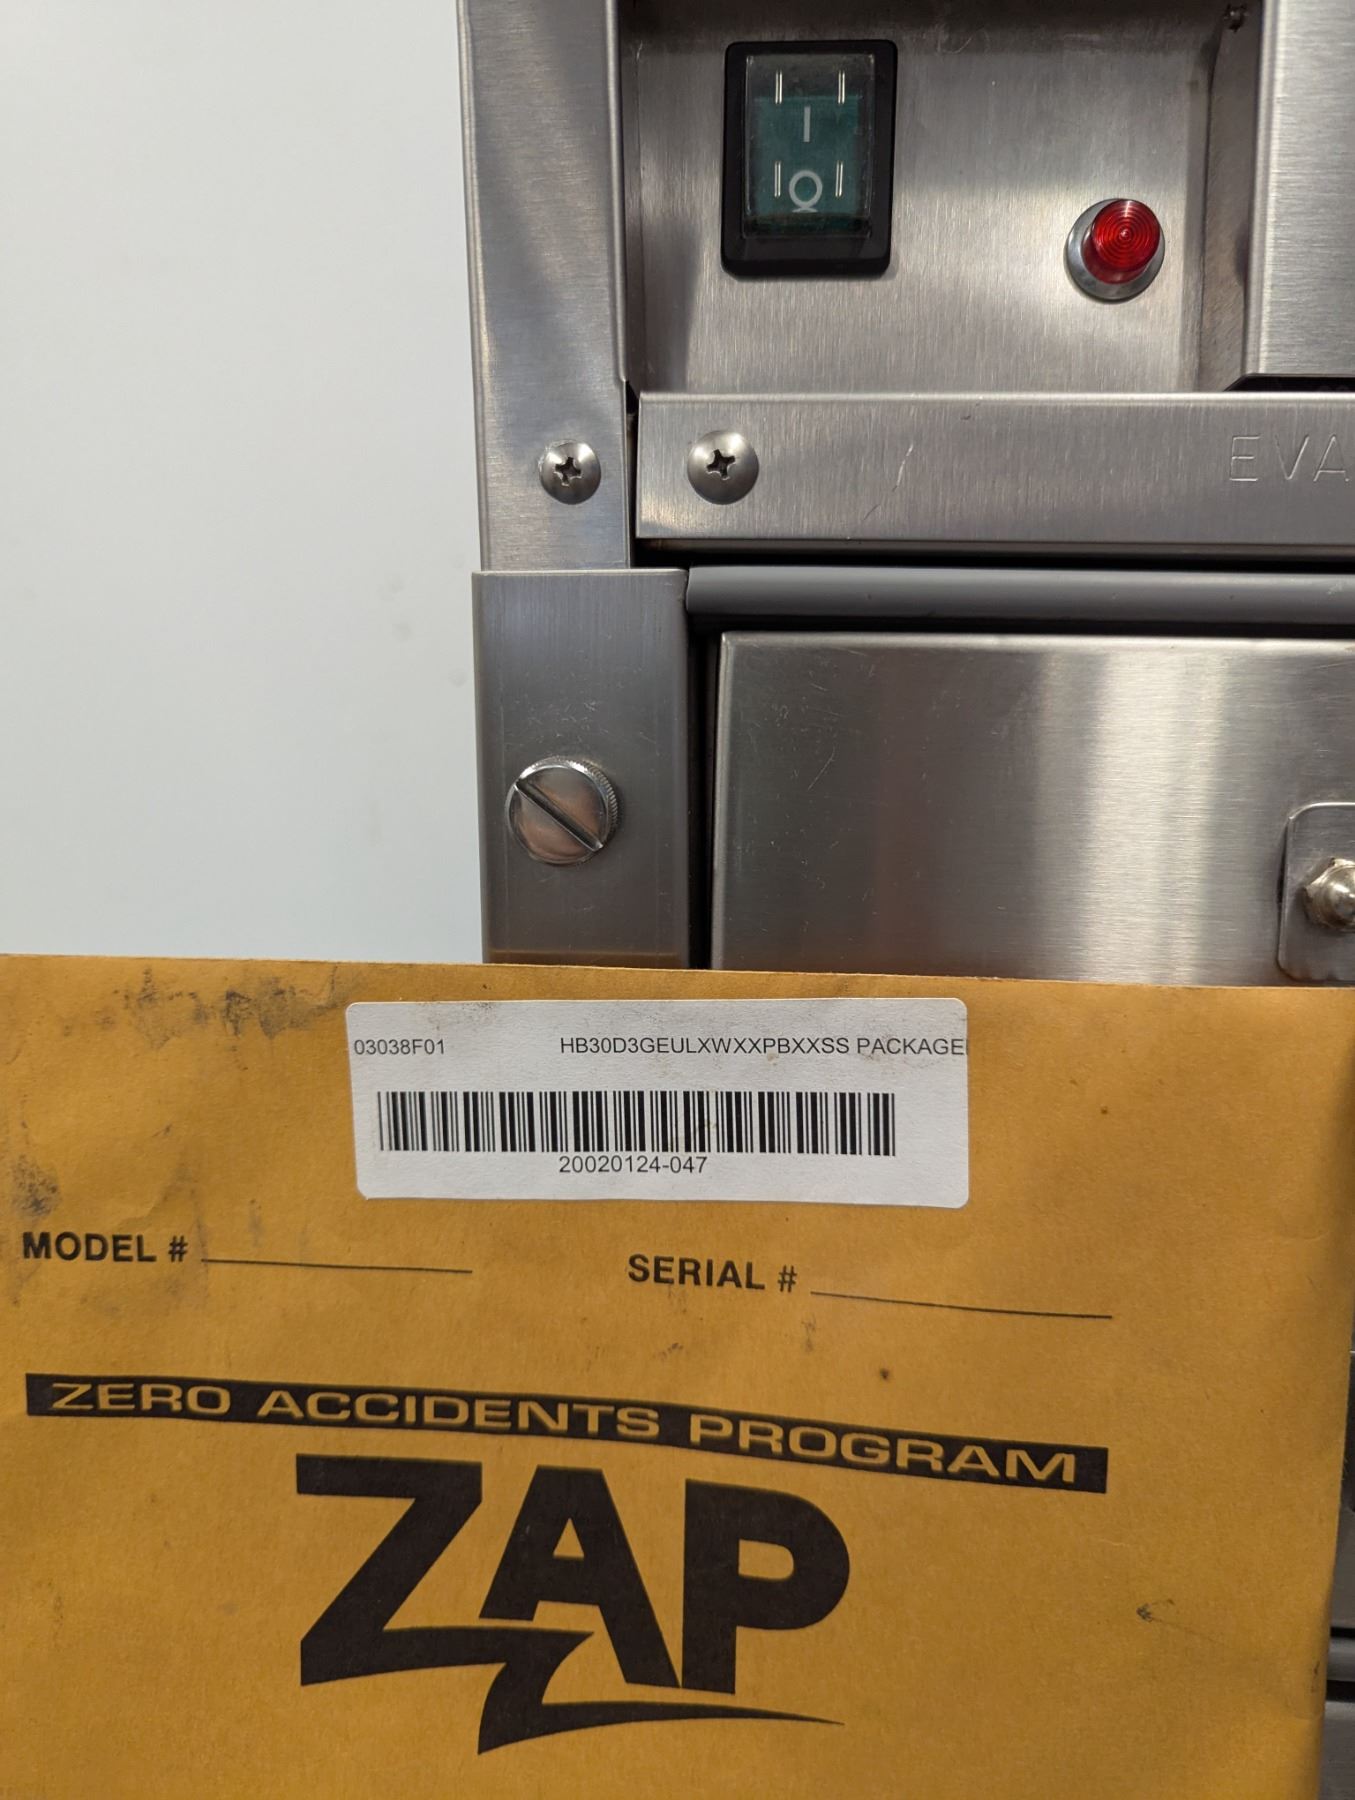 I
O
EVA
03038F01 HB30D3GEULXWXXPBXXSS PACKAGE
20020124-047
MODEL # SERIAL #
ZERO ACCIDENTS PROGRAM
ZAP